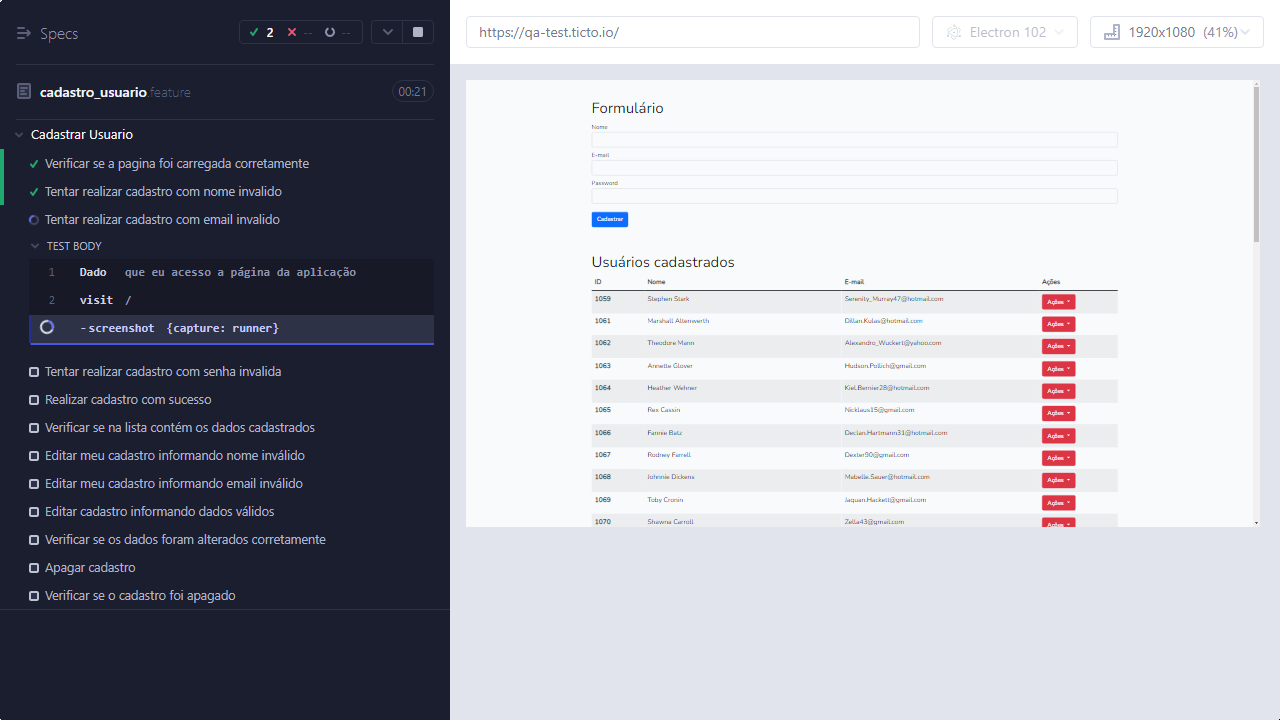 Specs
2 -- --
cadastro_usuario.feature 00:21
Cadastrar Usuario
Verificar se a pagina foi carregada corretamente
Tentar realizar cadastro com nome invalido
Tentar realizar cadastro com email invalido
TEST BODY
1 Dado que eu acesso a página da aplicação
2 visit /
-screenshot {capture: runner}
Tentar realizar cadastro com senha invalida
Realizar cadastro com sucesso
Verificar se na lista contém os dados cadastrados
Editar meu cadastro informando nome inválido
Editar meu cadastro informando email inválido
Editar cadastro informando dados válidos
Verificar se os dados foram alterados corretamente
Apagar cadastro
Verificar se o cadastro foi apagado
https://qa-test.ticto.io/
Electron 102
1920x1080 (41%)
Formulário
Nome
E-mail
Password
Cadastrar
Usuários cadastrados
ID Nome E-mail Ações
1059 Stephen Stark Serenity_Murray47@hotmail.com Ações
1061 Marshall Altenwerth Dillan.Kulas@hotmail.com Ações
1062 Theodore Mann Alexandro_Wuckert@yahoo.com Ações
1063 Annette Glover Hudson.Pollich@gmail.com Ações
1064 Heather Wehner Kiel.Bernier28@hotmail.com Ações
1065 Rex Cassin Nicklaus15@gmail.com Ações
1066 Fannie Batz Declan.Hartmann31@hotmail.com Ações
1067 Rodney Farrell Dexter90@gmail.com Ações
1068 Johnnie Dickens Mabelle.Sauer@hotmail.com Ações
1069 Toby Cronin Jaquan.Hackett@gmail.com Ações
1070 Shawna Carroll Zella43@gmail.com Ações